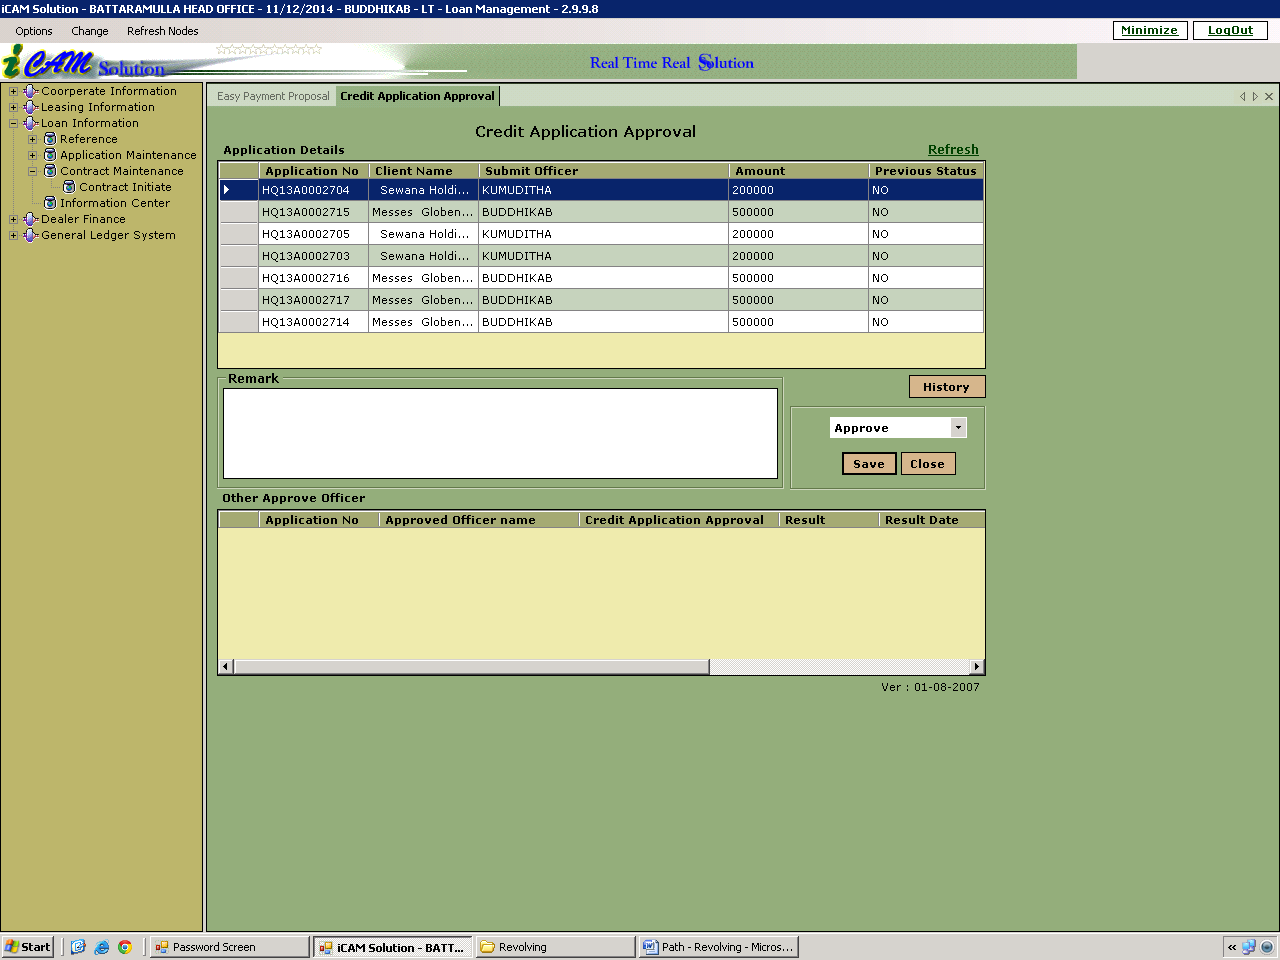 iCAM Solution - BATTARAMULLA HEAD OFFICE - 11/12/2014 - BUDDHIKAB - LT - Loan Management - 2.9.9.8
Options Change Refresh Nodes Minimize LogOut
iCAM Solution Real Time Real Solution
Coorperate Information
Leasing Information
Loan Information
Reference
Application Maintenance
Contract Maintenance
Contract Initiate
Information Center
Dealer Finance
General Ledger System
Easy Payment Proposal Credit Application Approval
Credit Application Approval
Application Details Refresh
Application No Client Name Submit Officer Amount Previous Status
HQ13A0002704 Sewana Holdi... KUMUDITHA 200000 NO
HQ13A0002715 Messes Globen... BUDDHIKAB 500000 NO
HQ13A0002705 Sewana Holdi... KUMUDITHA 200000 NO
HQ13A0002703 Sewana Holdi... KUMUDITHA 200000 NO
HQ13A0002716 Messes Globen... BUDDHIKAB 500000 NO
HQ13A0002717 Messes Globen... BUDDHIKAB 500000 NO
HQ13A0002714 Messes Globen... BUDDHIKAB 500000 NO
Remark
History
Approve
Save Close
Other Approve Officer
Application No Approved Officer name Credit Application Approval Result Result Date
Ver : 01-08-2007
Start Password Screen iCAM Solution - BATT... Revolving Path - Revolving - Micros... «